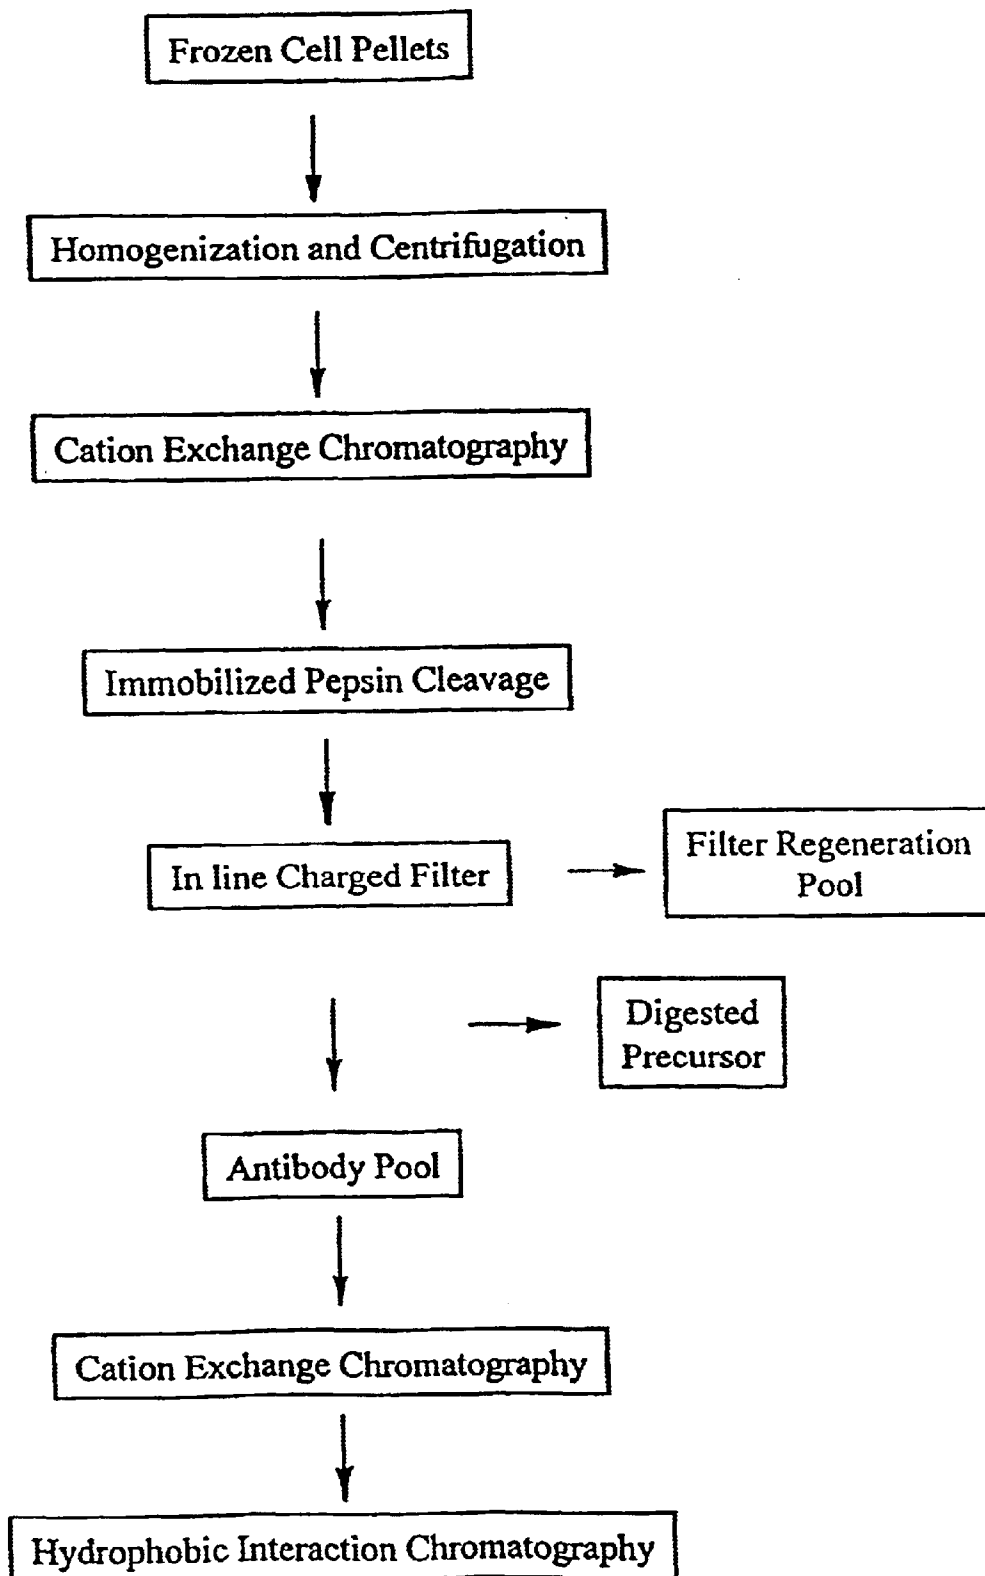 Frozen Cell Pellets
Homogenization and Centrifugation
Cation Exchange Chromatography
Immobilized Pepsin Cleavage
In line Charged Filter
Filter Regeneration
Pool
Digested
Precursor
Antibody Pool
Cation Exchange Chromatography
Hydrophobic Interaction Chromatography